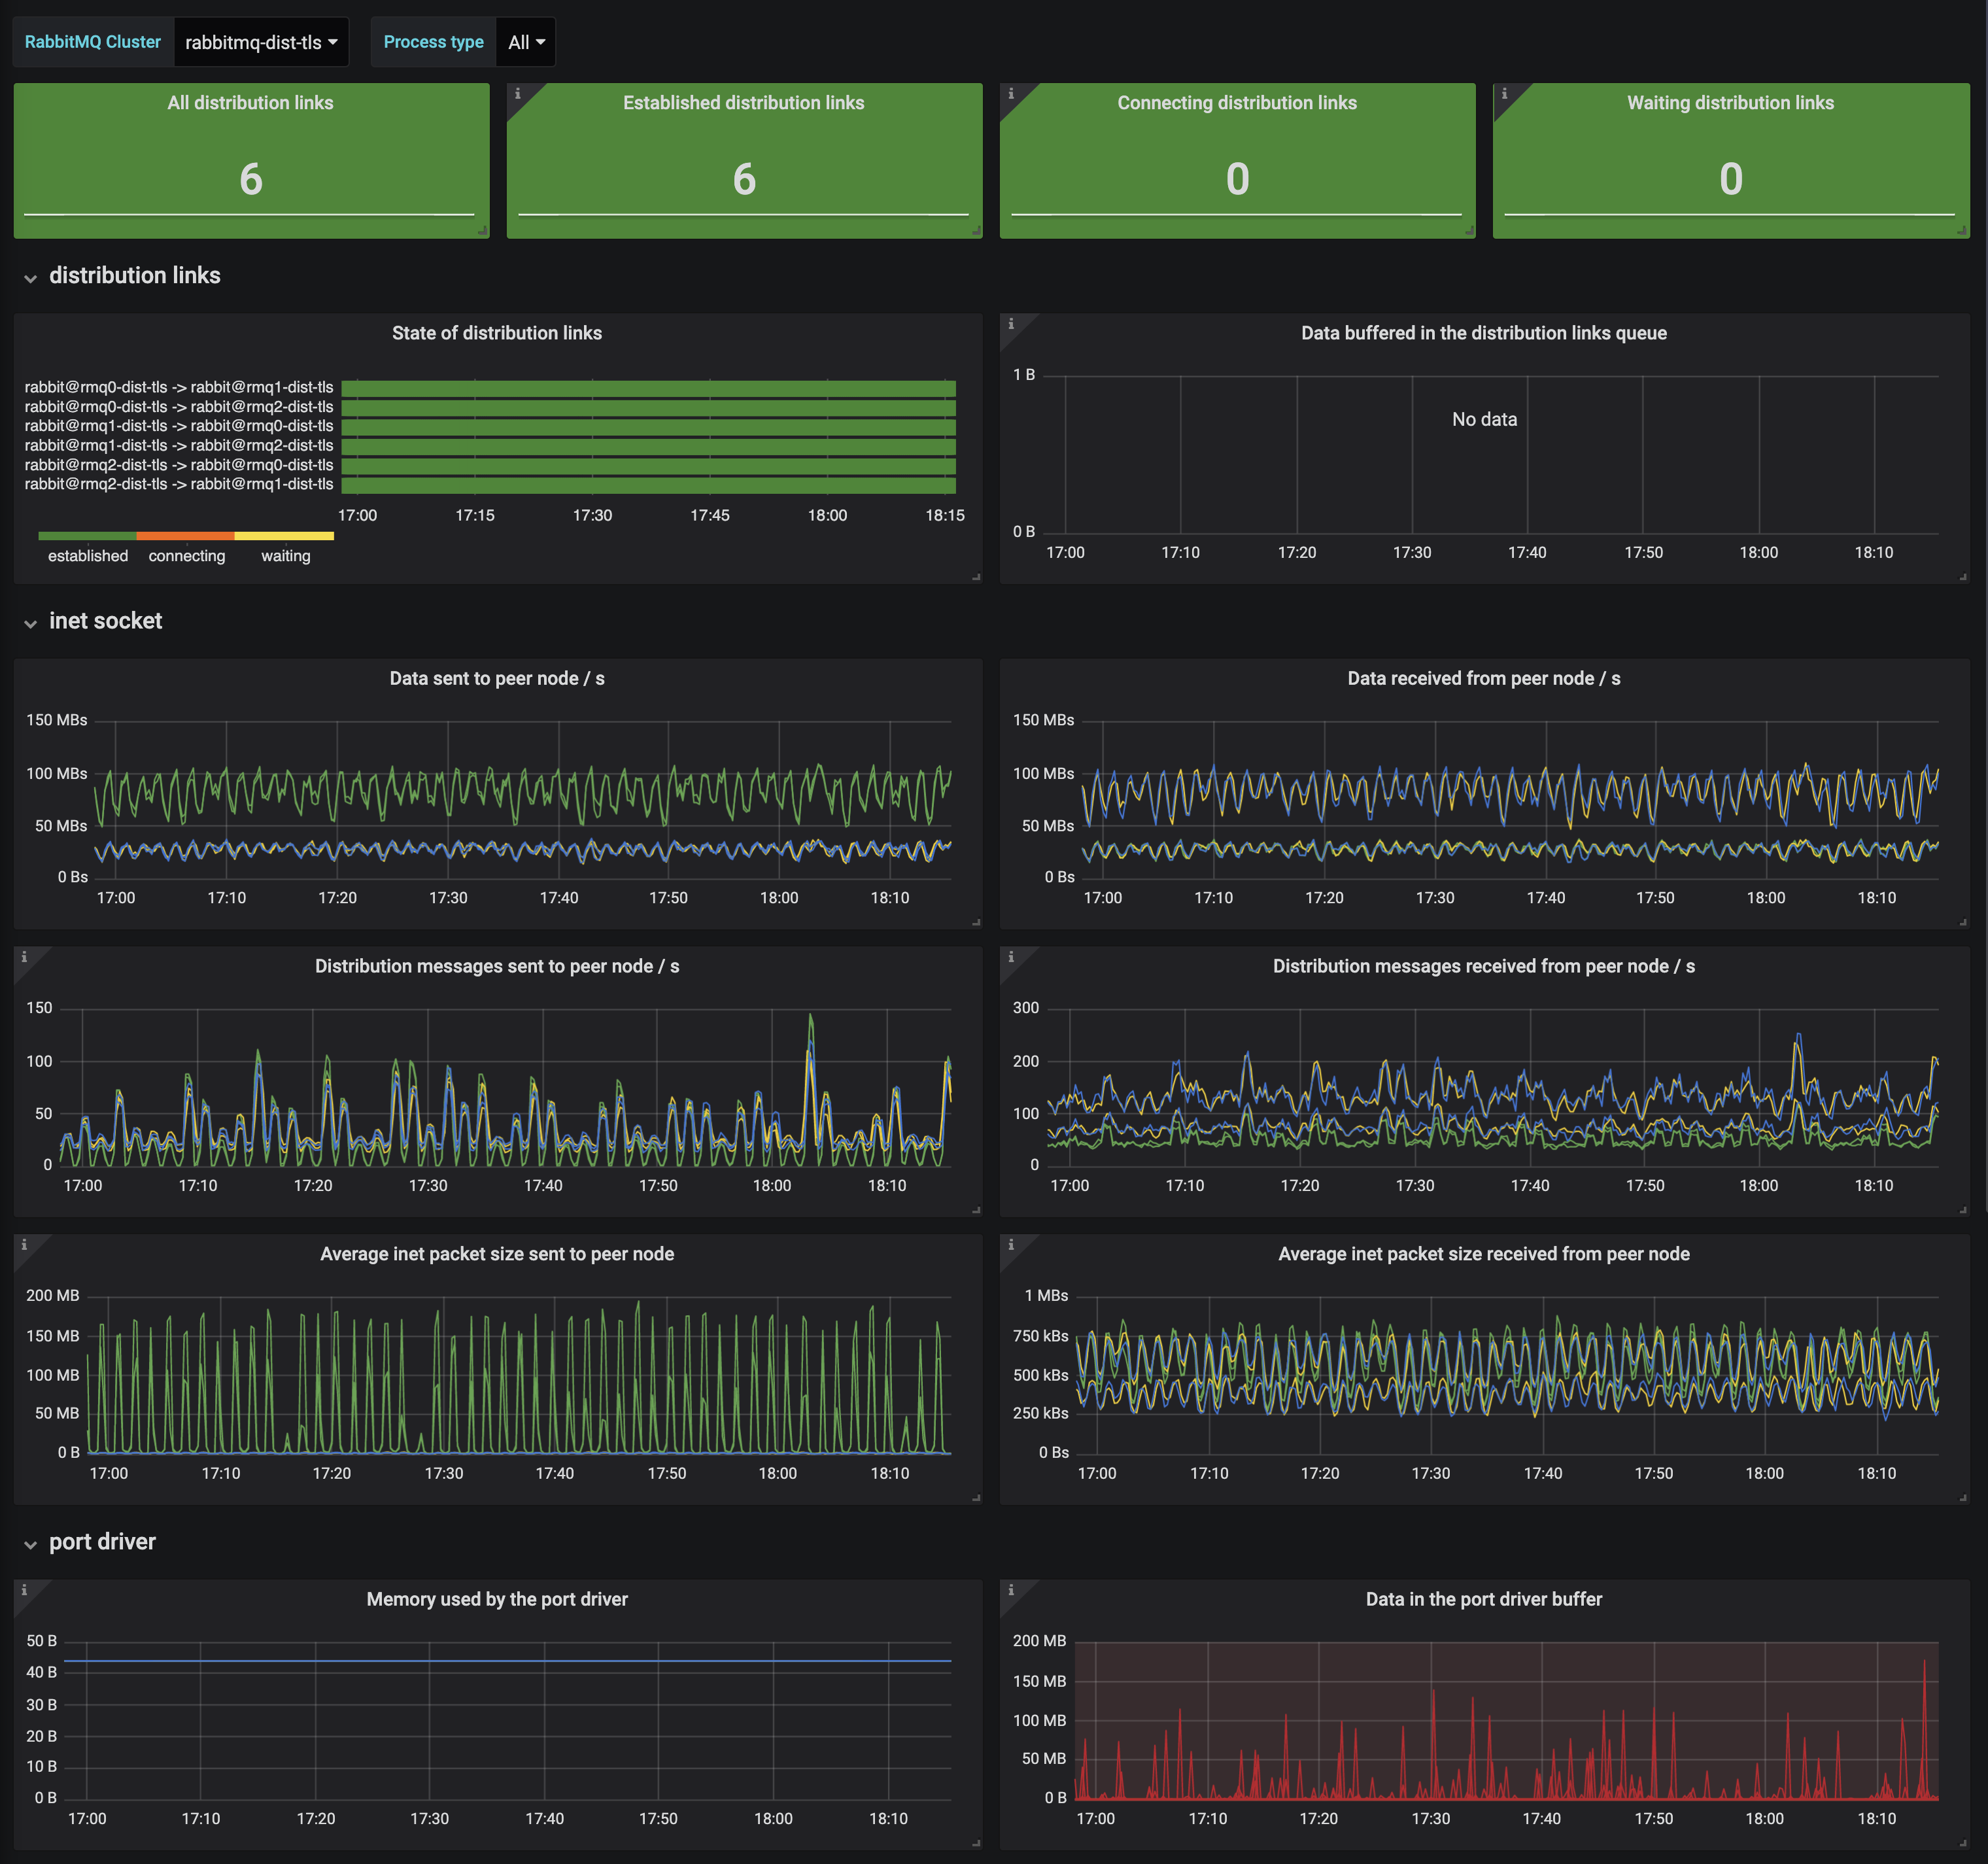 RabbitMQ Cluster rabbitmq-dist-tls Process type All
All distribution links
6
Established distribution links
6
Connecting distribution links
0
Waiting distribution links
0
distribution links
State of distribution links
rabbit@rmq0-dist-tls -> rabbit@rmq1-dist-tls
rabbit@rmq0-dist-tls -> rabbit@rmq2-dist-tls
rabbit@rmq1-dist-tls -> rabbit@rmq0-dist-tls
rabbit@rmq1-dist-tls -> rabbit@rmq2-dist-tls
rabbit@rmq2-dist-tls -> rabbit@rmq0-dist-tls
rabbit@rmq2-dist-tls -> rabbit@rmq1-dist-tls
17:00 17:15 17:30 17:45 18:00 18:15
established connecting waiting
Data buffered in the distribution links queue
1 B
No data
0 B
17:00 17:10 17:20 17:30 17:40 17:50 18:00 18:10
inet socket
Data sent to peer node / s
150 MBs
100 MBs
50 MBs
0 Bs
17:00 17:10 17:20 17:30 17:40 17:50 18:00 18:10
Data received from peer node / s
150 MBs
100 MBs
50 MBs
0 Bs
17:00 17:10 17:20 17:30 17:40 17:50 18:00 18:10
Distribution messages sent to peer node / s
150
100
50
0
17:00 17:10 17:20 17:30 17:40 17:50 18:00 18:10
Distribution messages received from peer node / s
300
200
100
0
17:00 17:10 17:20 17:30 17:40 17:50 18:00 18:10
Average inet packet size sent to peer node
200 MB
150 MB
100 MB
50 MB
0 B
17:00 17:10 17:20 17:30 17:40 17:50 18:00 18:10
Average inet packet size received from peer node
1 MBs
750 kBs
500 kBs
250 kBs
0 Bs
17:00 17:10 17:20 17:30 17:40 17:50 18:00 18:10
port driver
Memory used by the port driver
50 B
40 B
30 B
20 B
10 B
0 B
17:00 17:10 17:20 17:30 17:40 17:50 18:00 18:10
Data in the port driver buffer
200 MB
150 MB
100 MB
50 MB
0 B
17:00 17:10 17:20 17:30 17:40 17:50 18:00 18:10